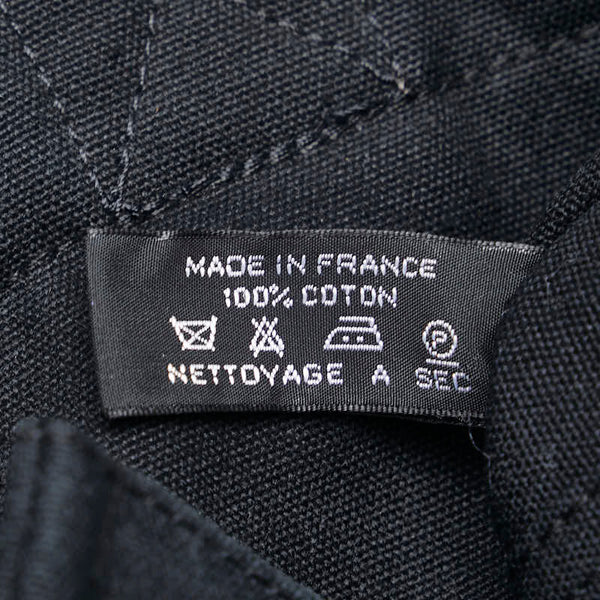 MADE IN FRANCE
100% COTON
P
NETTOYAGE A SEC